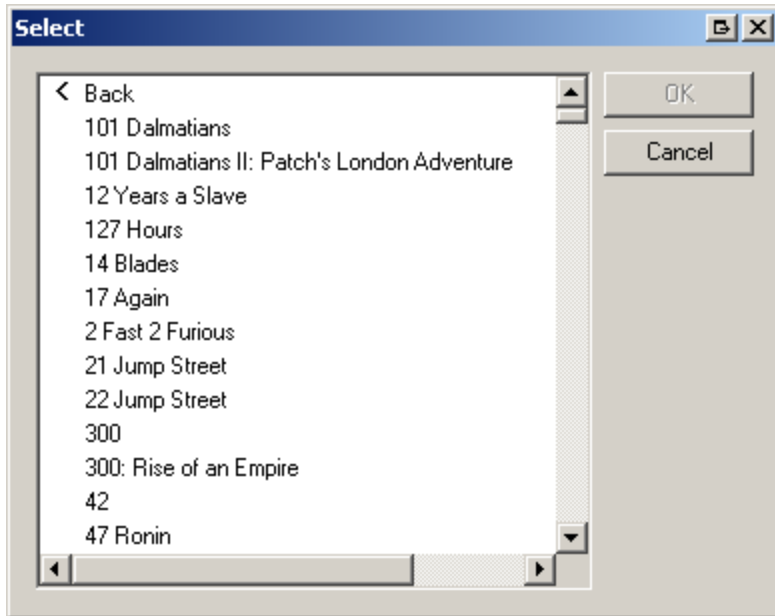 Select
< Back
101 Dalmatians
101 Dalmatians II: Patch's London Adventure
12 Years a Slave
127 Hours
14 Blades
17 Again
2 Fast 2 Furious
21 Jump Street
22 Jump Street
300
300: Rise of an Empire
42
47 Ronin
OK
Cancel